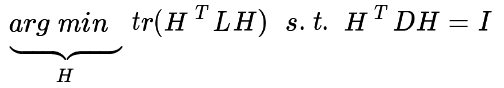 arg min tr(H^T LH) s. t. H^T DH = I
H